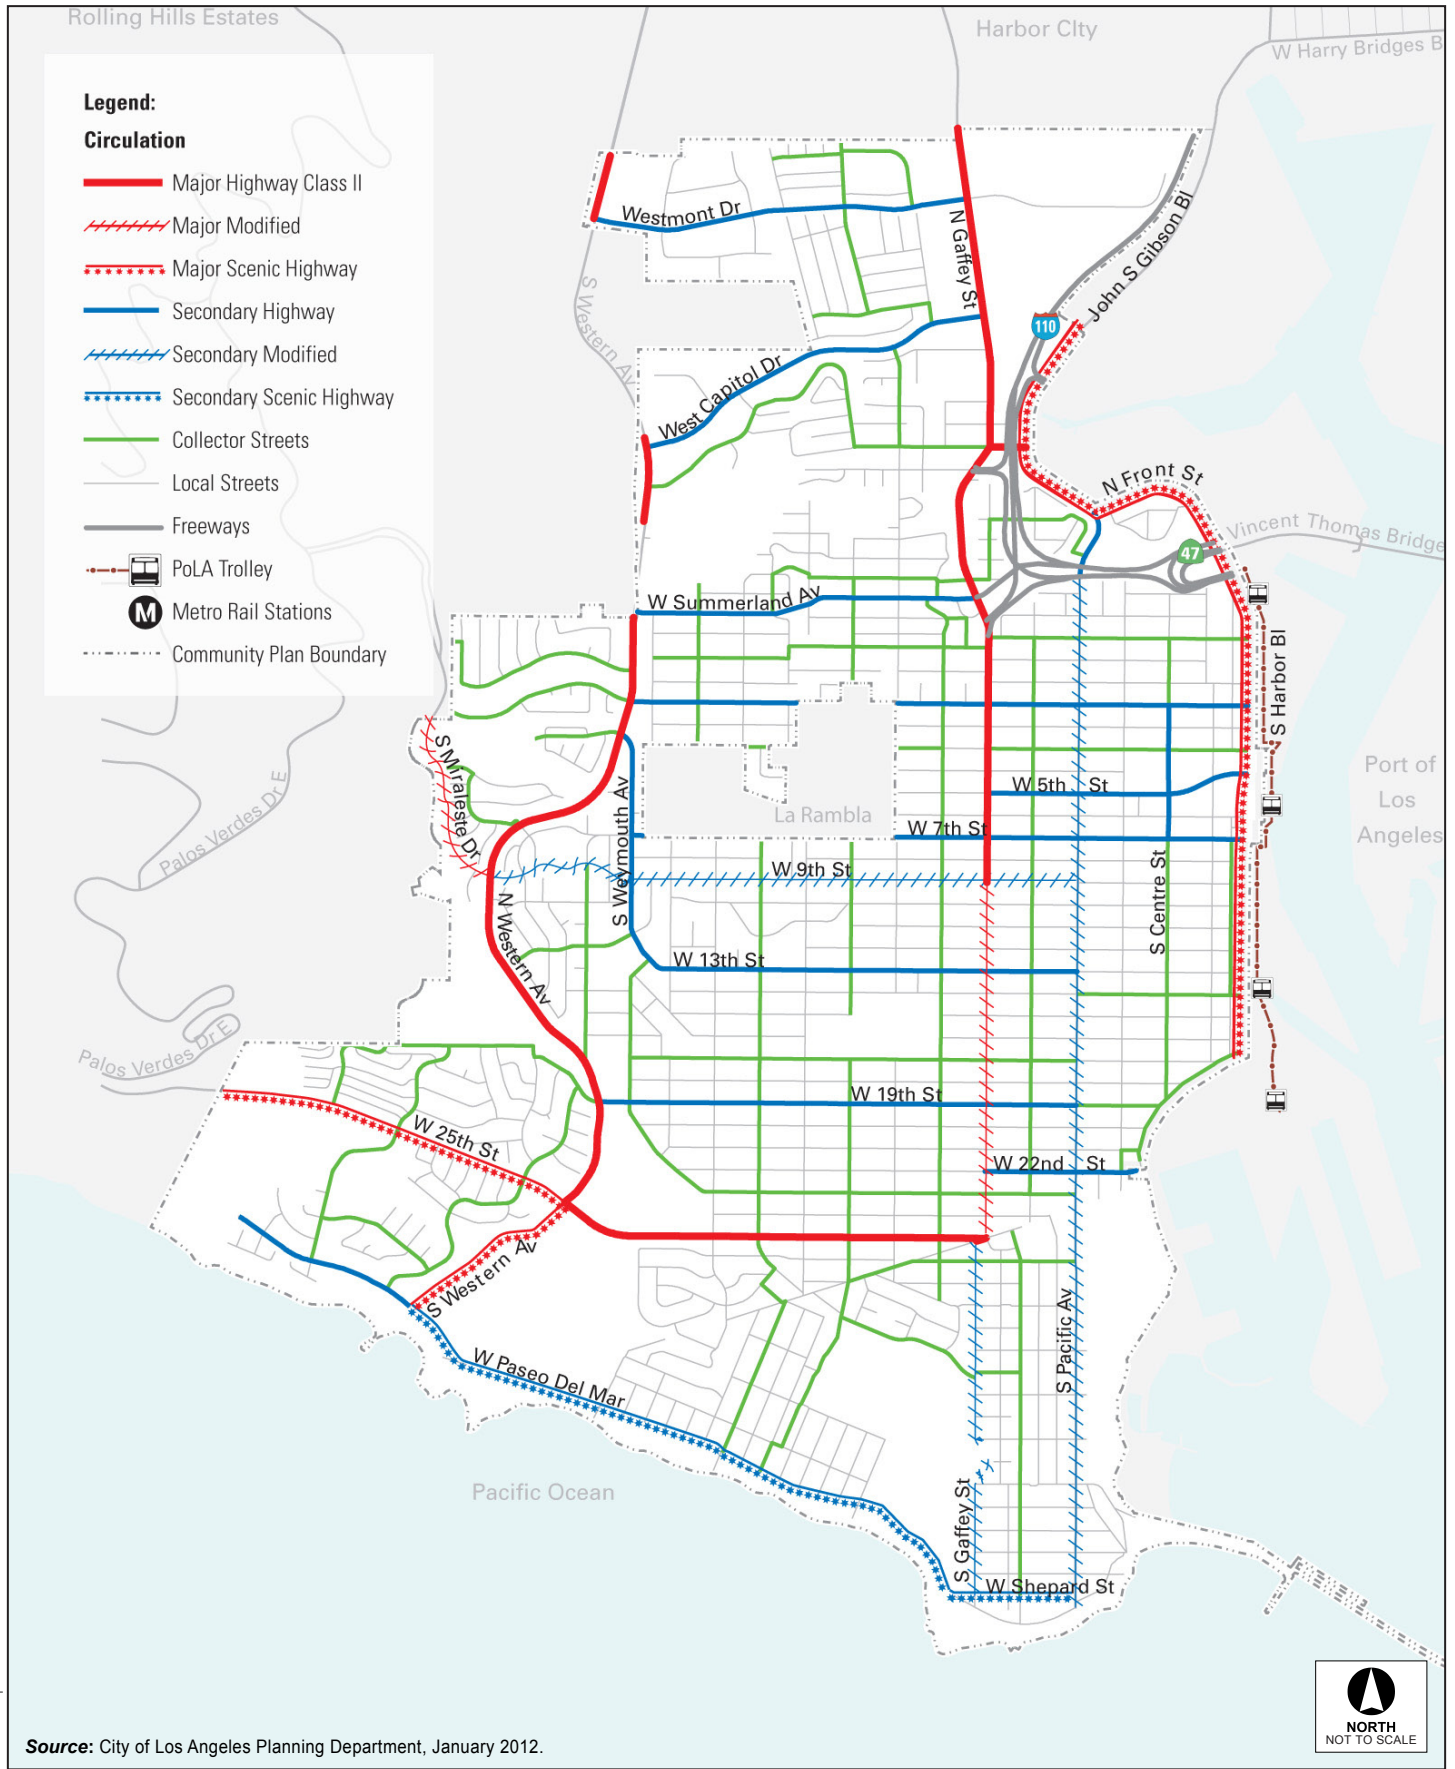 Rolling Hills Estates
Harbor CIty
W Harry Bridges B
Legend:
Circulation
Major Highway Class II
Major Modified
Major Scenic Highway
Secondary Highway
Secondary Modified
Secondary Scenic Highway
Collector Streets
Local Streets
Freeways
PoLA Trolley
M Metro Rail Stations
Community Plan Boundary
Westmont Dr
N Gaffey St
John S Gibson Bl
S Western Av
110
West Capitol Dr
N Front St
Vincent Thomas Bridge
47
W Summerland Av
S Harbor Bl
S Miraleste Dr
Palos Verdes Dr E
S Weymouth Av
La Rambla
W 5th St
W 7th St
Port of
Los
Angeles
W 9th St
S Centre St
N Western Av
W 13th St
Palos Verdes Dr E
W 19th St
W 25th St
W 22nd St
S Western Av
S Pacific Av
W Paseo Del Mar
Pacific Ocean
S Gaffey St
W Shepard St
NORTH
NOT TO SCALE
Source: City of Los Angeles Planning Department, January 2012.